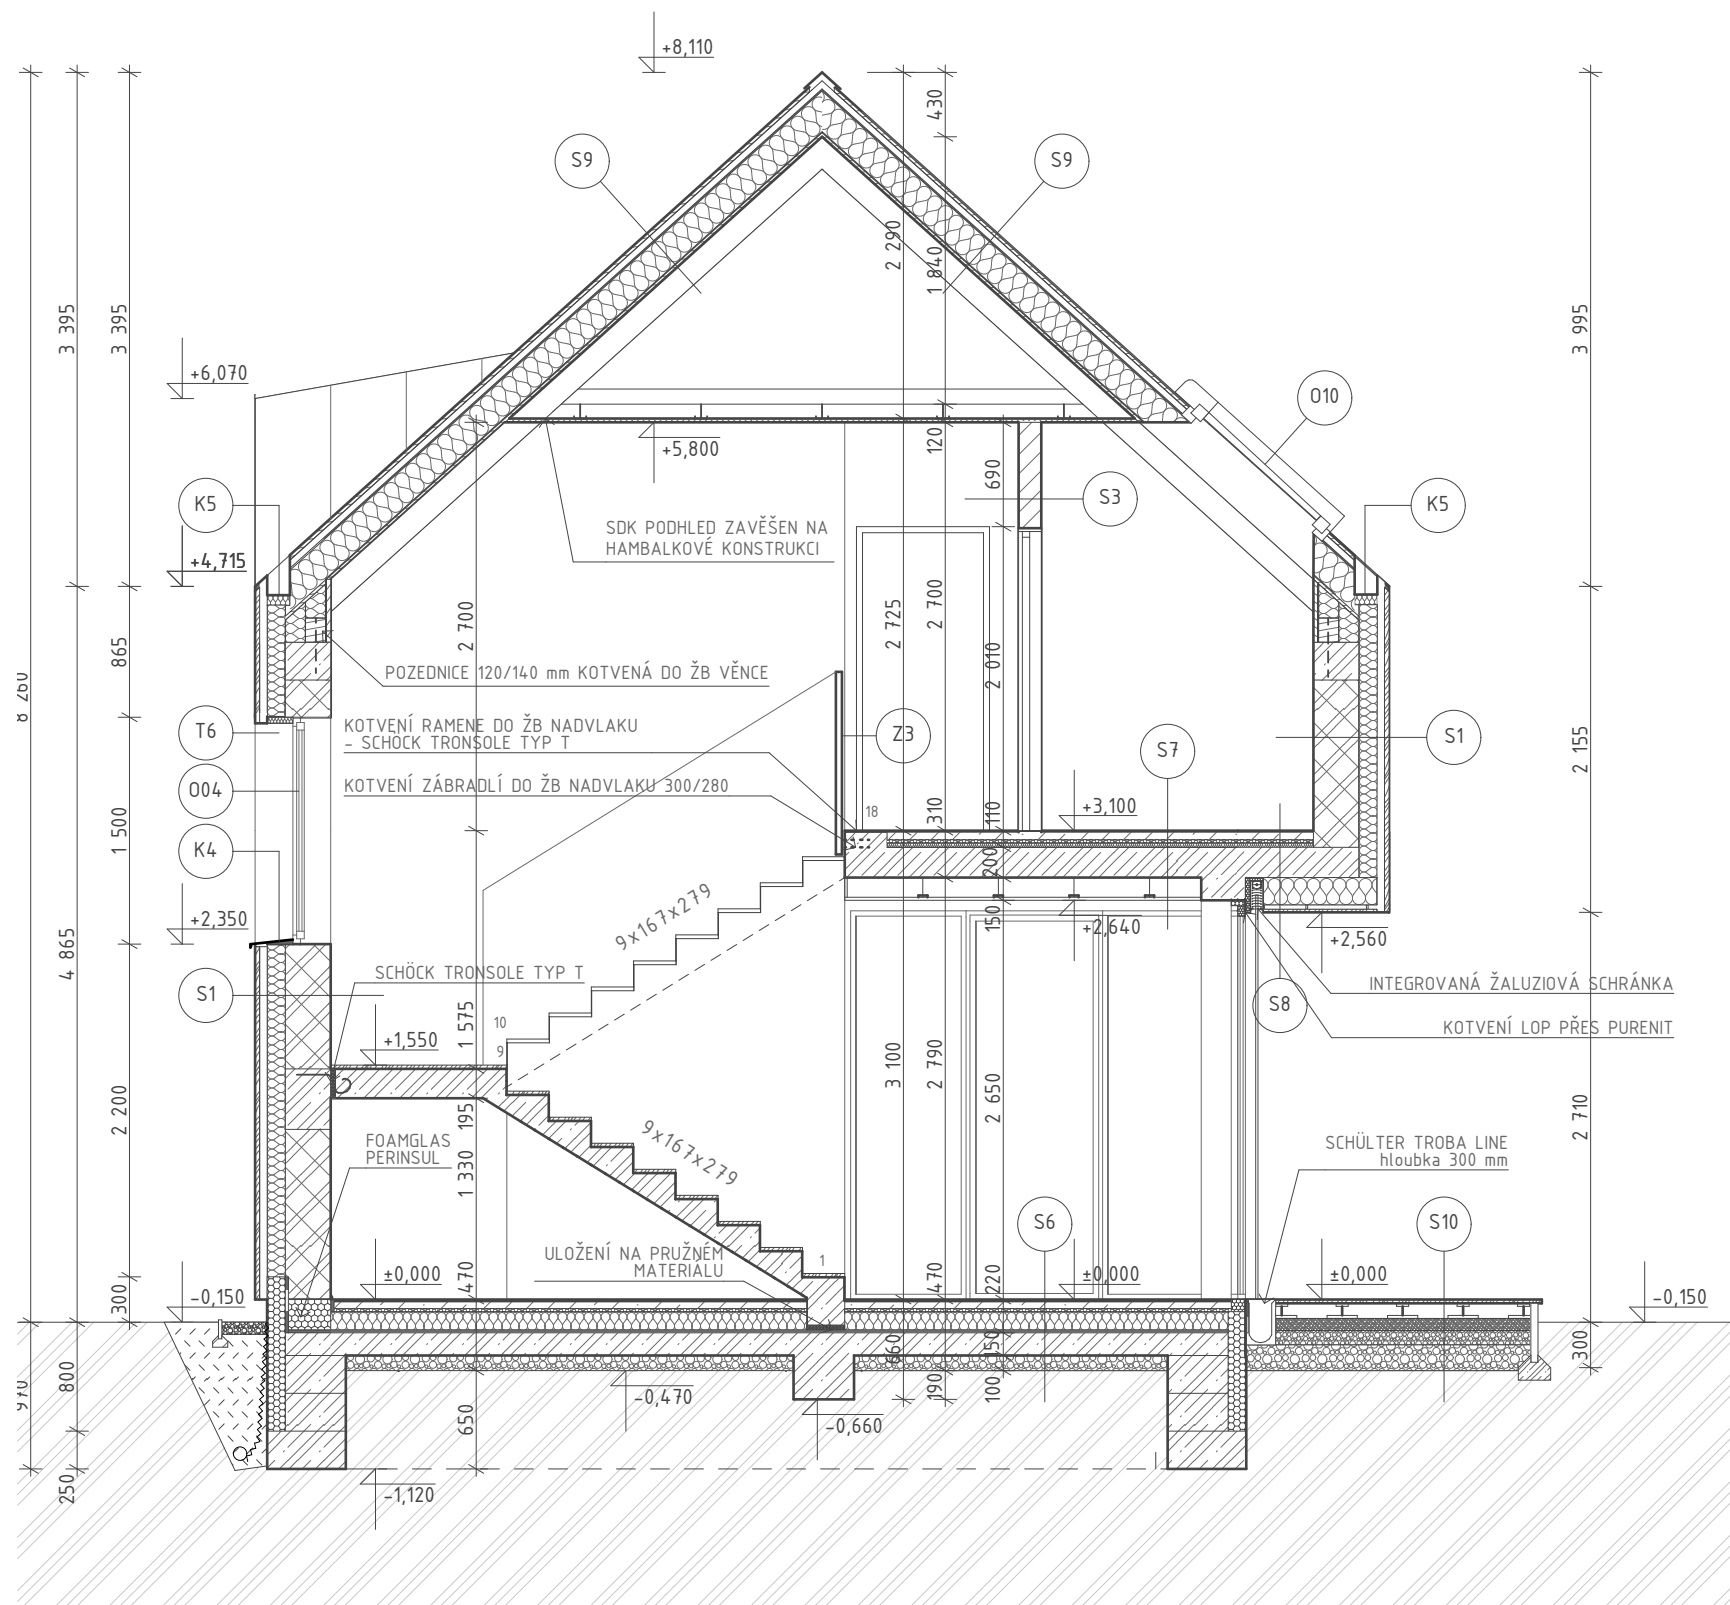 +8,110
430
S9
S9
2 290
1 840
3 395
3 395
3 995
+6,070
O10
+5,800
120
690
K5
S3
K5
SDK PODHLED ZAVĚŠEN NA
HAMBALKOVÉ KONSTRUKCI
+4,715
2 700
2 725
2 700
2 010
865
POZEDNICE 120/140 mm KOTVENÁ DO ŽB VĚNCE
8 260
T6
KOTVENÍ RAMENE DO ŽB NADVLAKU
- SCHÖCK TRONSOLE TYP T
Z3
S7
S1
2 155
O04
KOTVENÍ ZÁBRADLÍ DO ŽB NADVLAKU 300/280
18
310
110
+3,100
1 500
K4
200
9x167x279
+2,350
150
+2,640
+2,560
4 865
SCHÖCK TRONSOLE TYP T
INTEGROVANÁ ŽALUZIOVÁ SCHRÁNKA
S1
S8
10
1 575
KOTVENÍ LOP PŘES PURENIT
+1,550
9
3 100
2 790
2 650
2 200
195
2 710
FOAMGLAS
PERINSUL
9x167x279
SCHÜLTER TROBA LINE
hloubka 300 mm
1 330
S6
S10
ULOŽENÍ NA PRUŽNÉM
MATERIÁLU
1
±0,000
470
470
220
±0,000
±0,000
-0,150
300
-0,150
660
150
300
970
800
-0,470
190
100
650
-0,660
250
-1,120